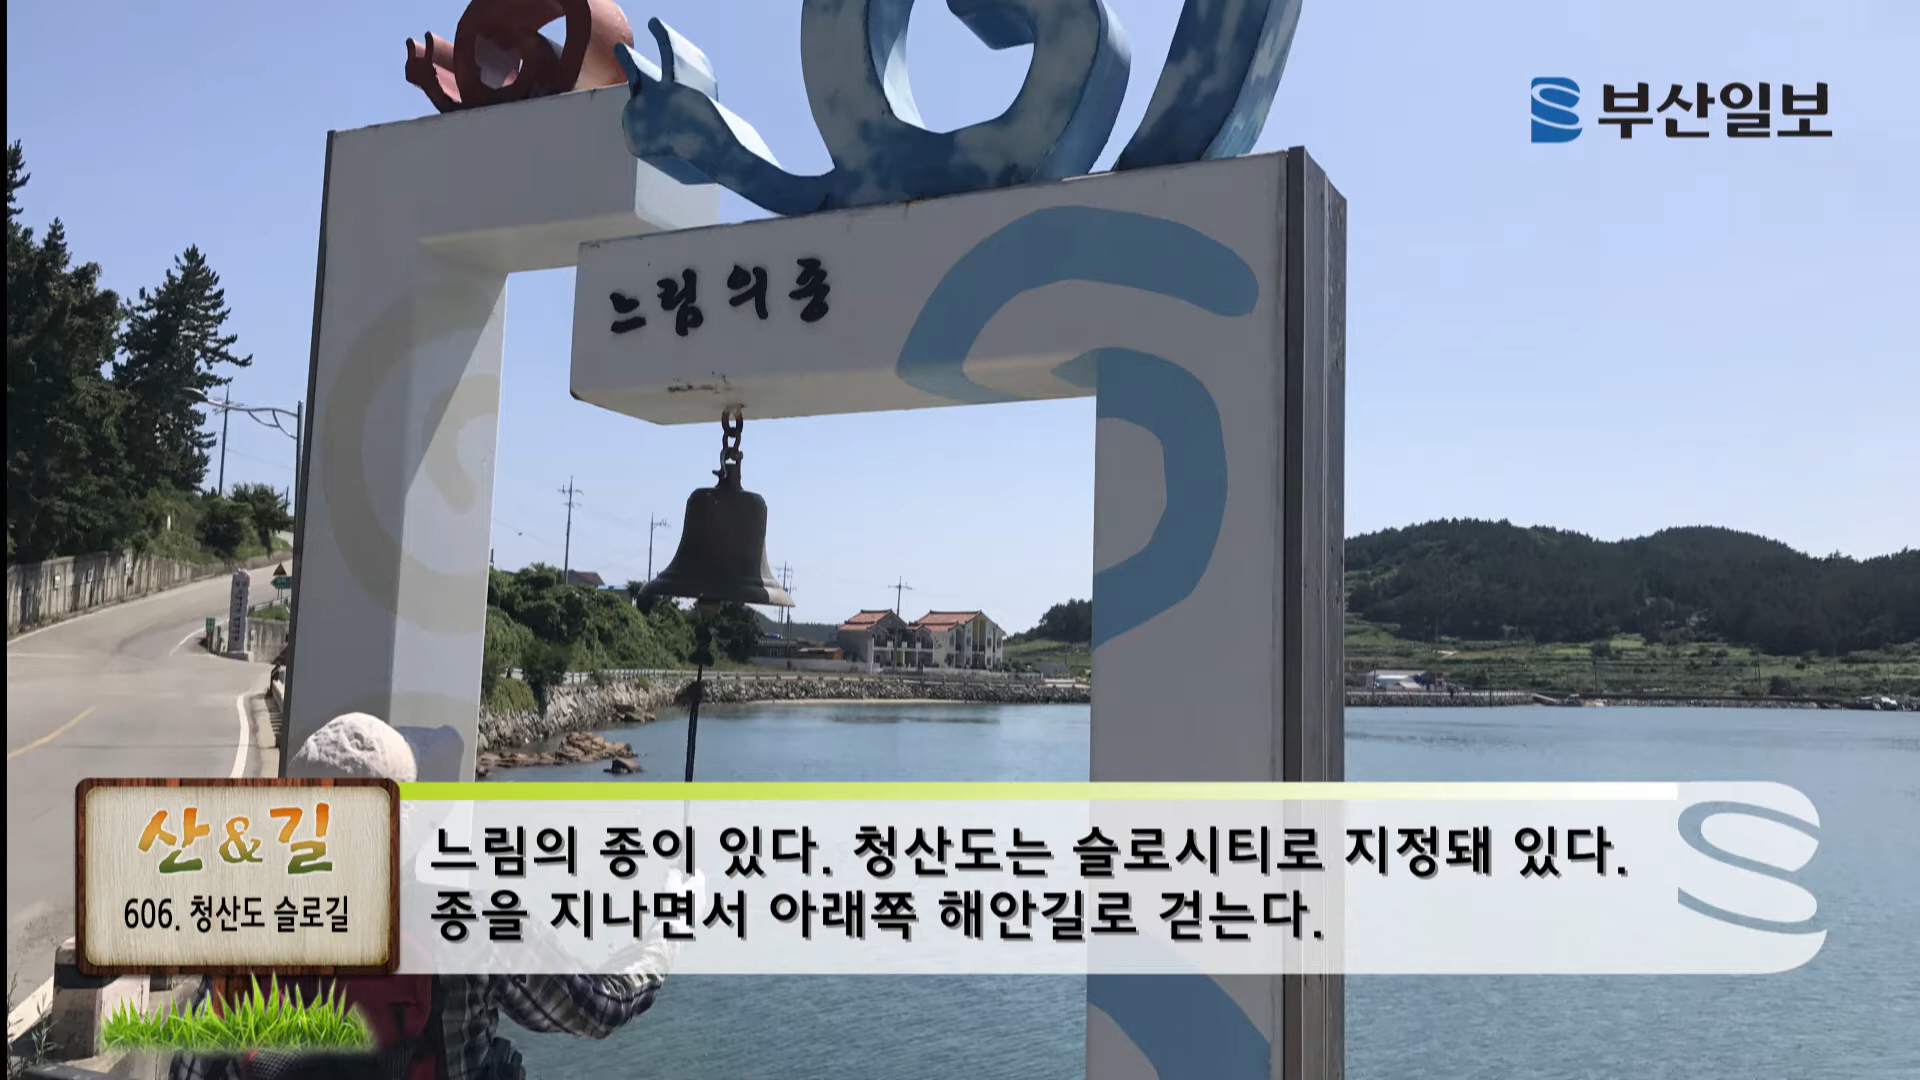 부산일보
느림의종
산&길
606. 청산도 슬로길
느림의 종이 있다. 청산도는 슬로시티로 지정돼 있다.
종을 지나면서 아래쪽 해안길로 걷는다.